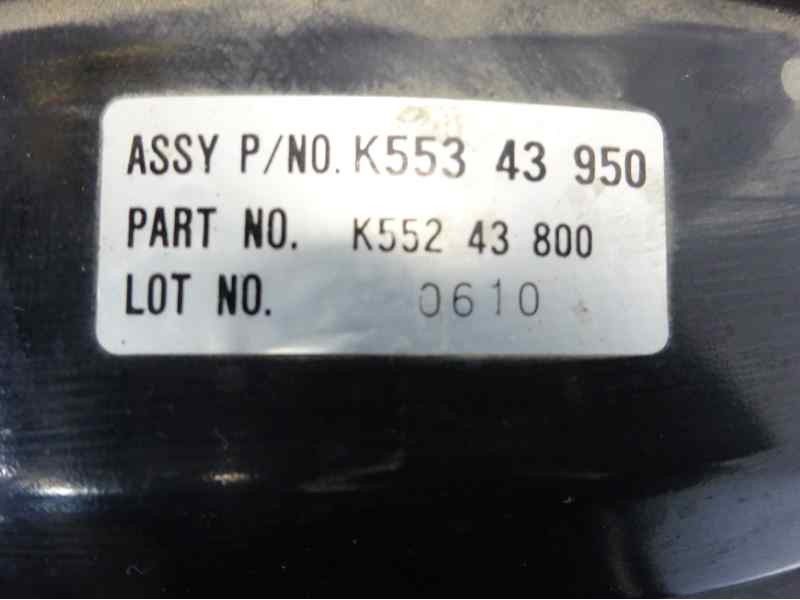 ASSY P/NO. K553 43 950
PART NO. K552 43 800
LOT NO. 0610